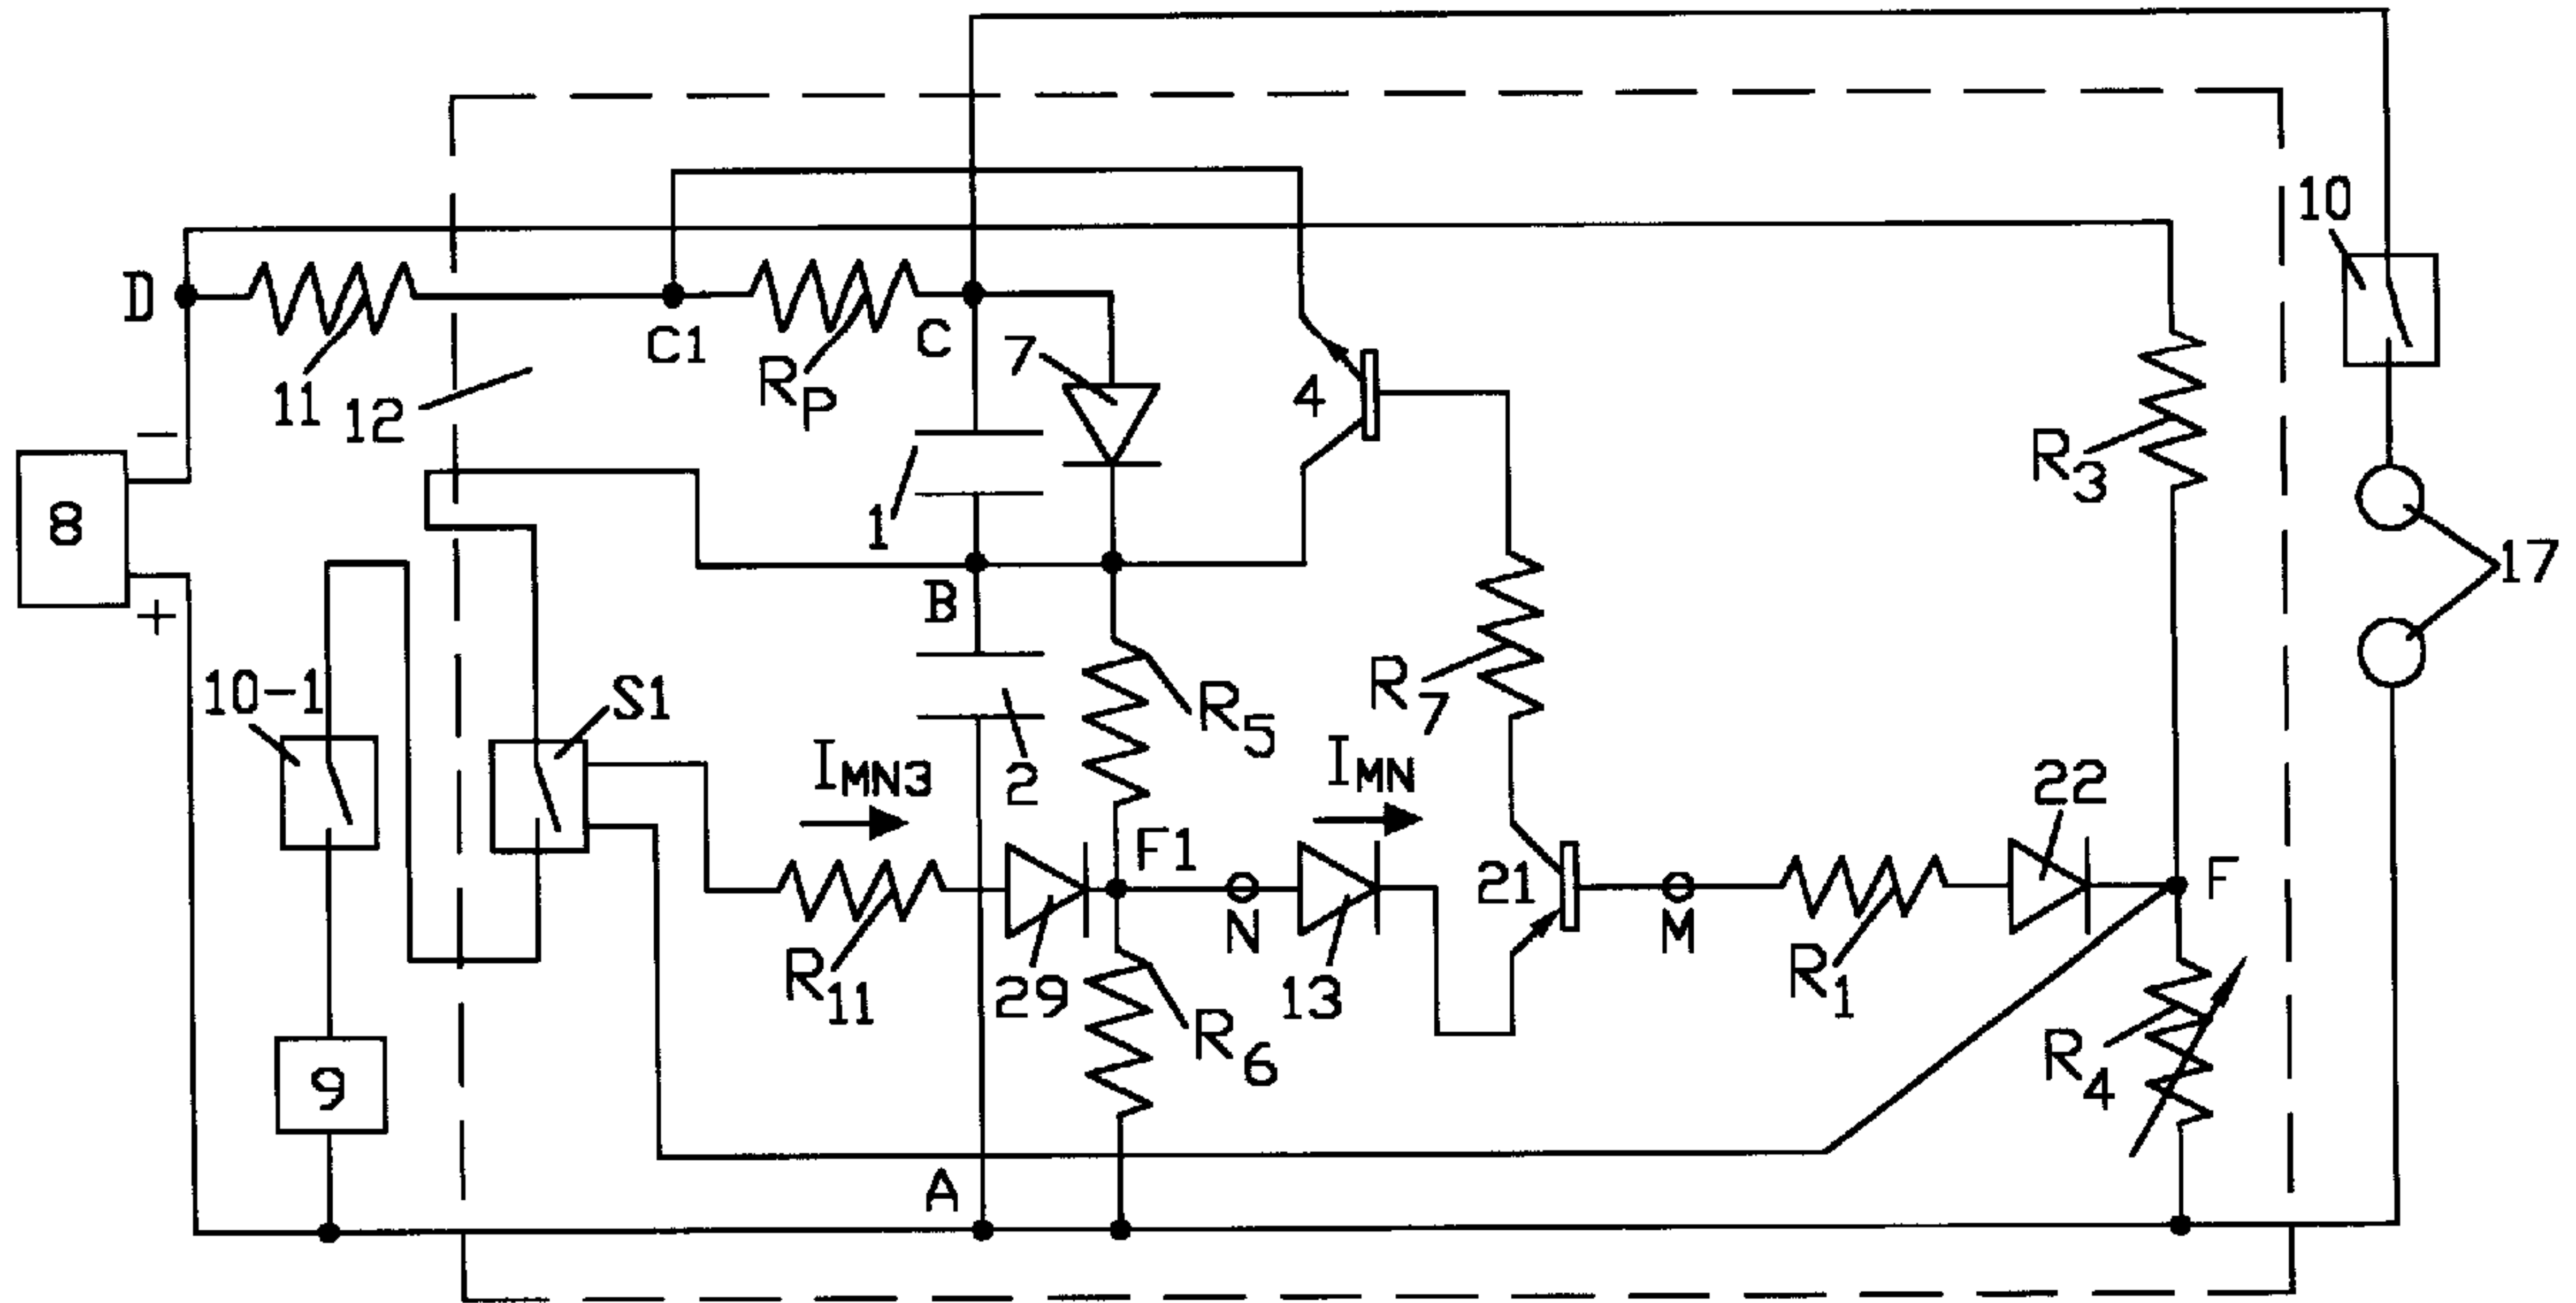 10
D
C1
C
7
11
12
RP
4
R3
−
8
1
17
+
B
10-1
S1
R5
R7
IMN3
2
IMN
22
F1
21
F
R11
29
N
13
M
R1
R6
R4
9
A